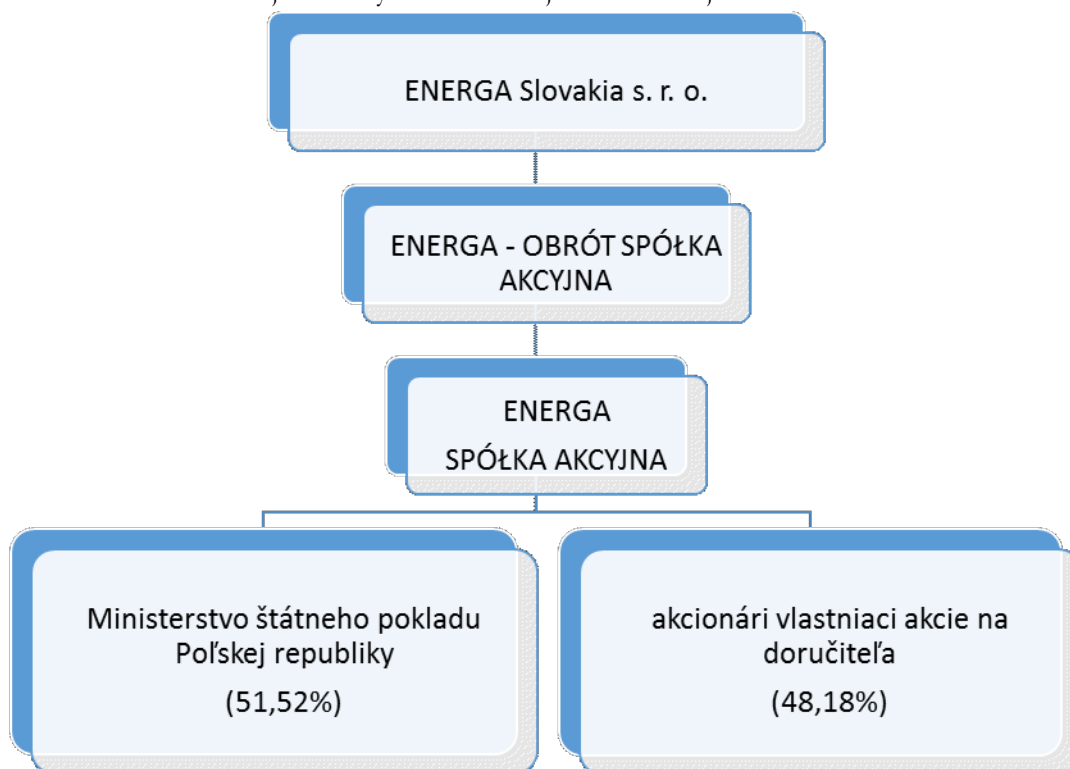 ENERGA Slovakia s. r. o.
ENERGA - OBRÓT SPÓŁKA
AKCYJNA
ENERGA
SPÓŁKA AKCYJNA
Ministerstvo štátneho pokladu
Poľskej republiky
(51,52%)
akcionári vlastniaci akcie na
doručiteľa
(48,18%)